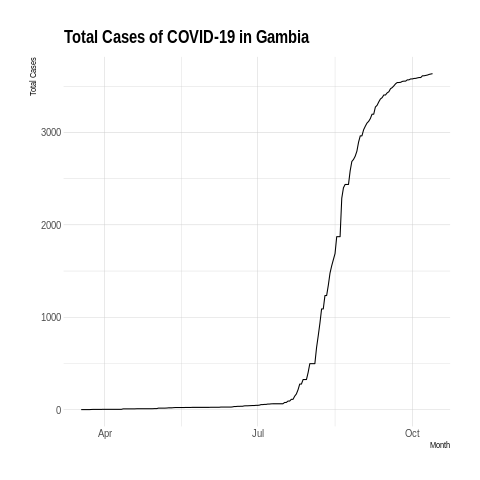 Total Cases of COVID-19 in Gambia
Total Cases
3000
2000
1000
0
Apr
Jul
Oct
Month